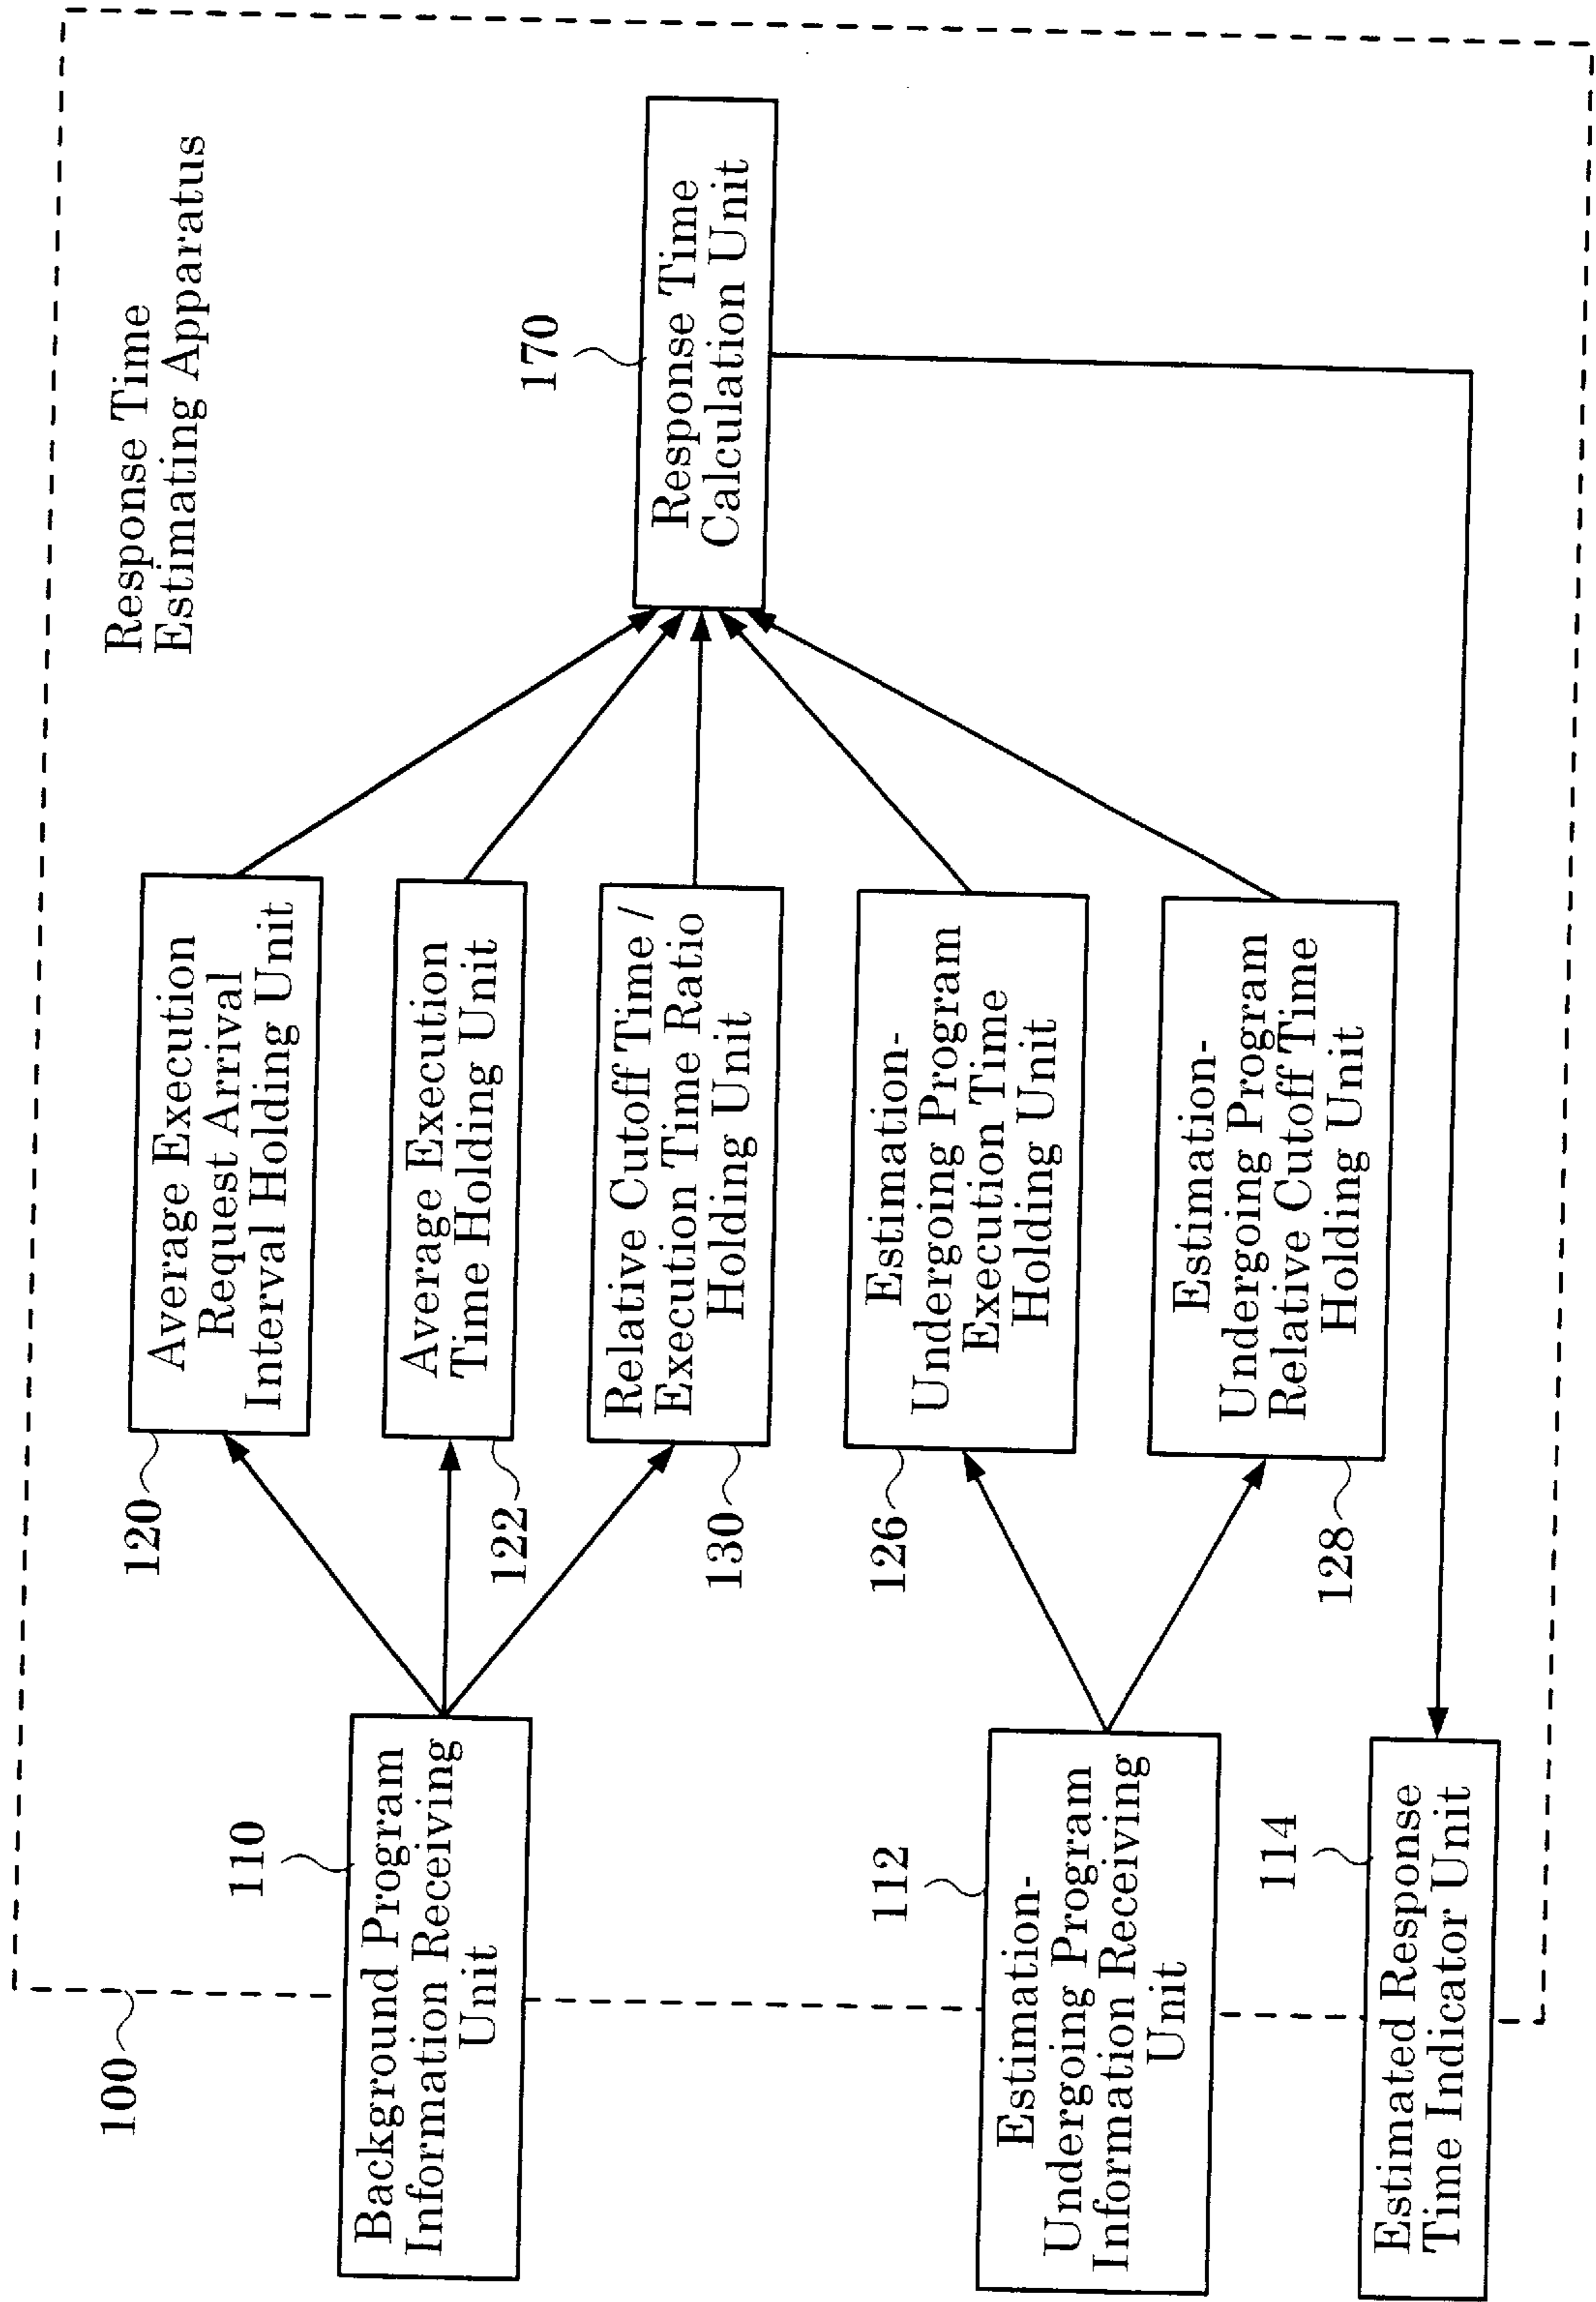 Response Time
Estimating Apparatus
100
110
Background Program
Information Receiving
Unit
120
Average Execution
Request Arrival
Interval Holding Unit
122
Average Execution
Time Holding Unit
130
Relative Cutoff Time /
Execution Time Ratio
Holding Unit
170
Response Time
Calculation Unit
112
Estimation-
Undergoing Program
Information Receiving
Unit
126
Estimation-
Undergoing Program
Execution Time
Holding Unit
128
Estimation-
Undergoing Program
Relative Cutoff Time
Holding Unit
114
Estimated Response
Time Indicator Unit